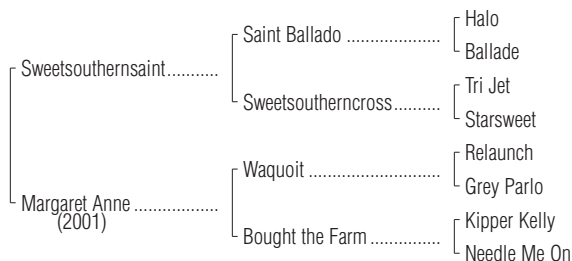 Halo
Saint Ballado ....................
Ballade
Sweetsouthernsaint...........
Tri Jet
Sweetsoutherncross..........
Starsweet
Relaunch
Waquoit ............................
Grey Parlo
Margaret Anne ..................
(2001)
Kipper Kelly
Bought the Farm ...............
Needle Me On